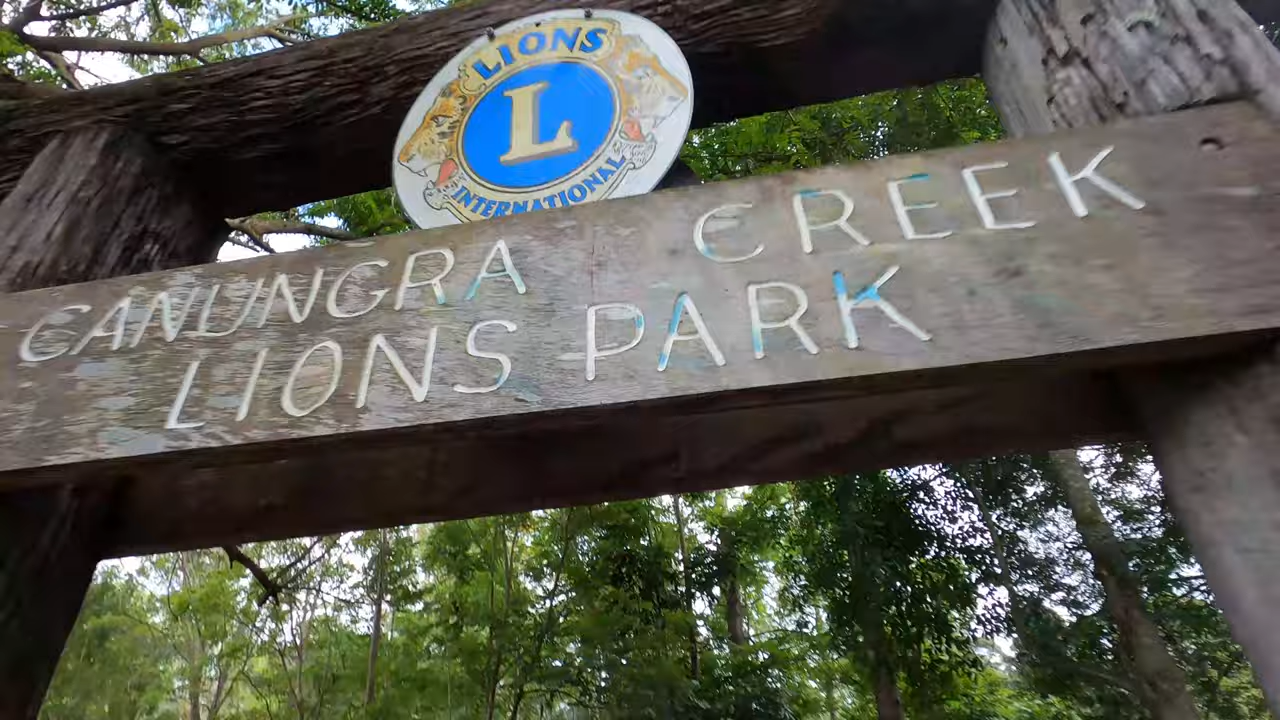 LIONS
L
INTERNATIONAL
CANUNGRA CREEK
LIONS PARK